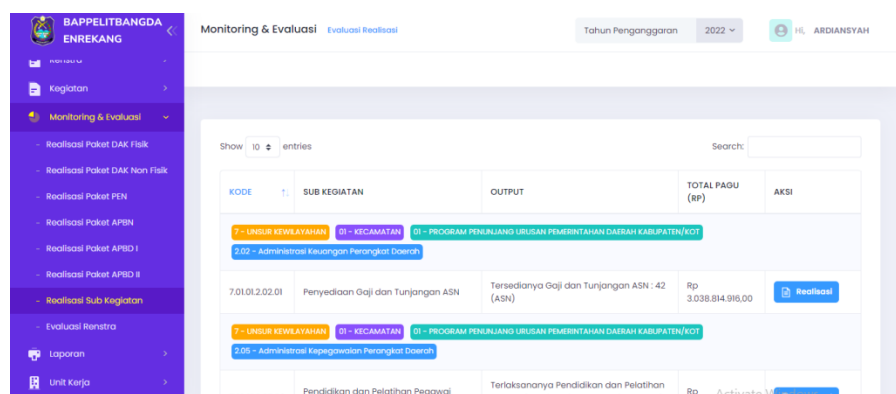 BAPPELITBANGDA
ENREKANG
Monitoring & Evaluasi Evaluasi Realisasi
Tahun Penganggaran 2022
Hi, ARDIANSYAH
Renstra
Kegiatan
Monitoring & Evaluasi
- Realisasi Paket DAK Fisik
- Realisasi Paket DAK Non Fisik
- Realisasi Paket PEN
- Realisasi Paket APBN
- Realisasi Paket APBD I
- Realisasi Paket APBD II
- Realisasi Sub Kegiatan
- Evaluasi Renstra
Laporan
Unit Kerja
Show 10 entries
Search:
KODE SUB KEGIATAN OUTPUT TOTAL PAGU (RP) AKSI
7 - UNSUR KEWILAYAHAN 01 - KECAMATAN 01 - PROGRAM PENUNJANG URUSAN PEMERINTAHAN DAERAH KABUPATEN/KOT
2.02 - Administrasi Keuangan Perangkat Daerah
7.01.01.2.02.01 Penyediaan Gaji dan Tunjangan ASN Tersedianya Gaji dan Tunjangan ASN : 42 (ASN) Rp 3.038.814.916,00 Realisasi
7 - UNSUR KEWILAYAHAN 01 - KECAMATAN 01 - PROGRAM PENUNJANG URUSAN PEMERINTAHAN DAERAH KABUPATEN/KOT
2.05 - Administrasi Kepegawaian Perangkat Daerah
Pendidikan dan Pelatihan Pegawai Terlaksananya Pendidikan dan Pelatihan Rp